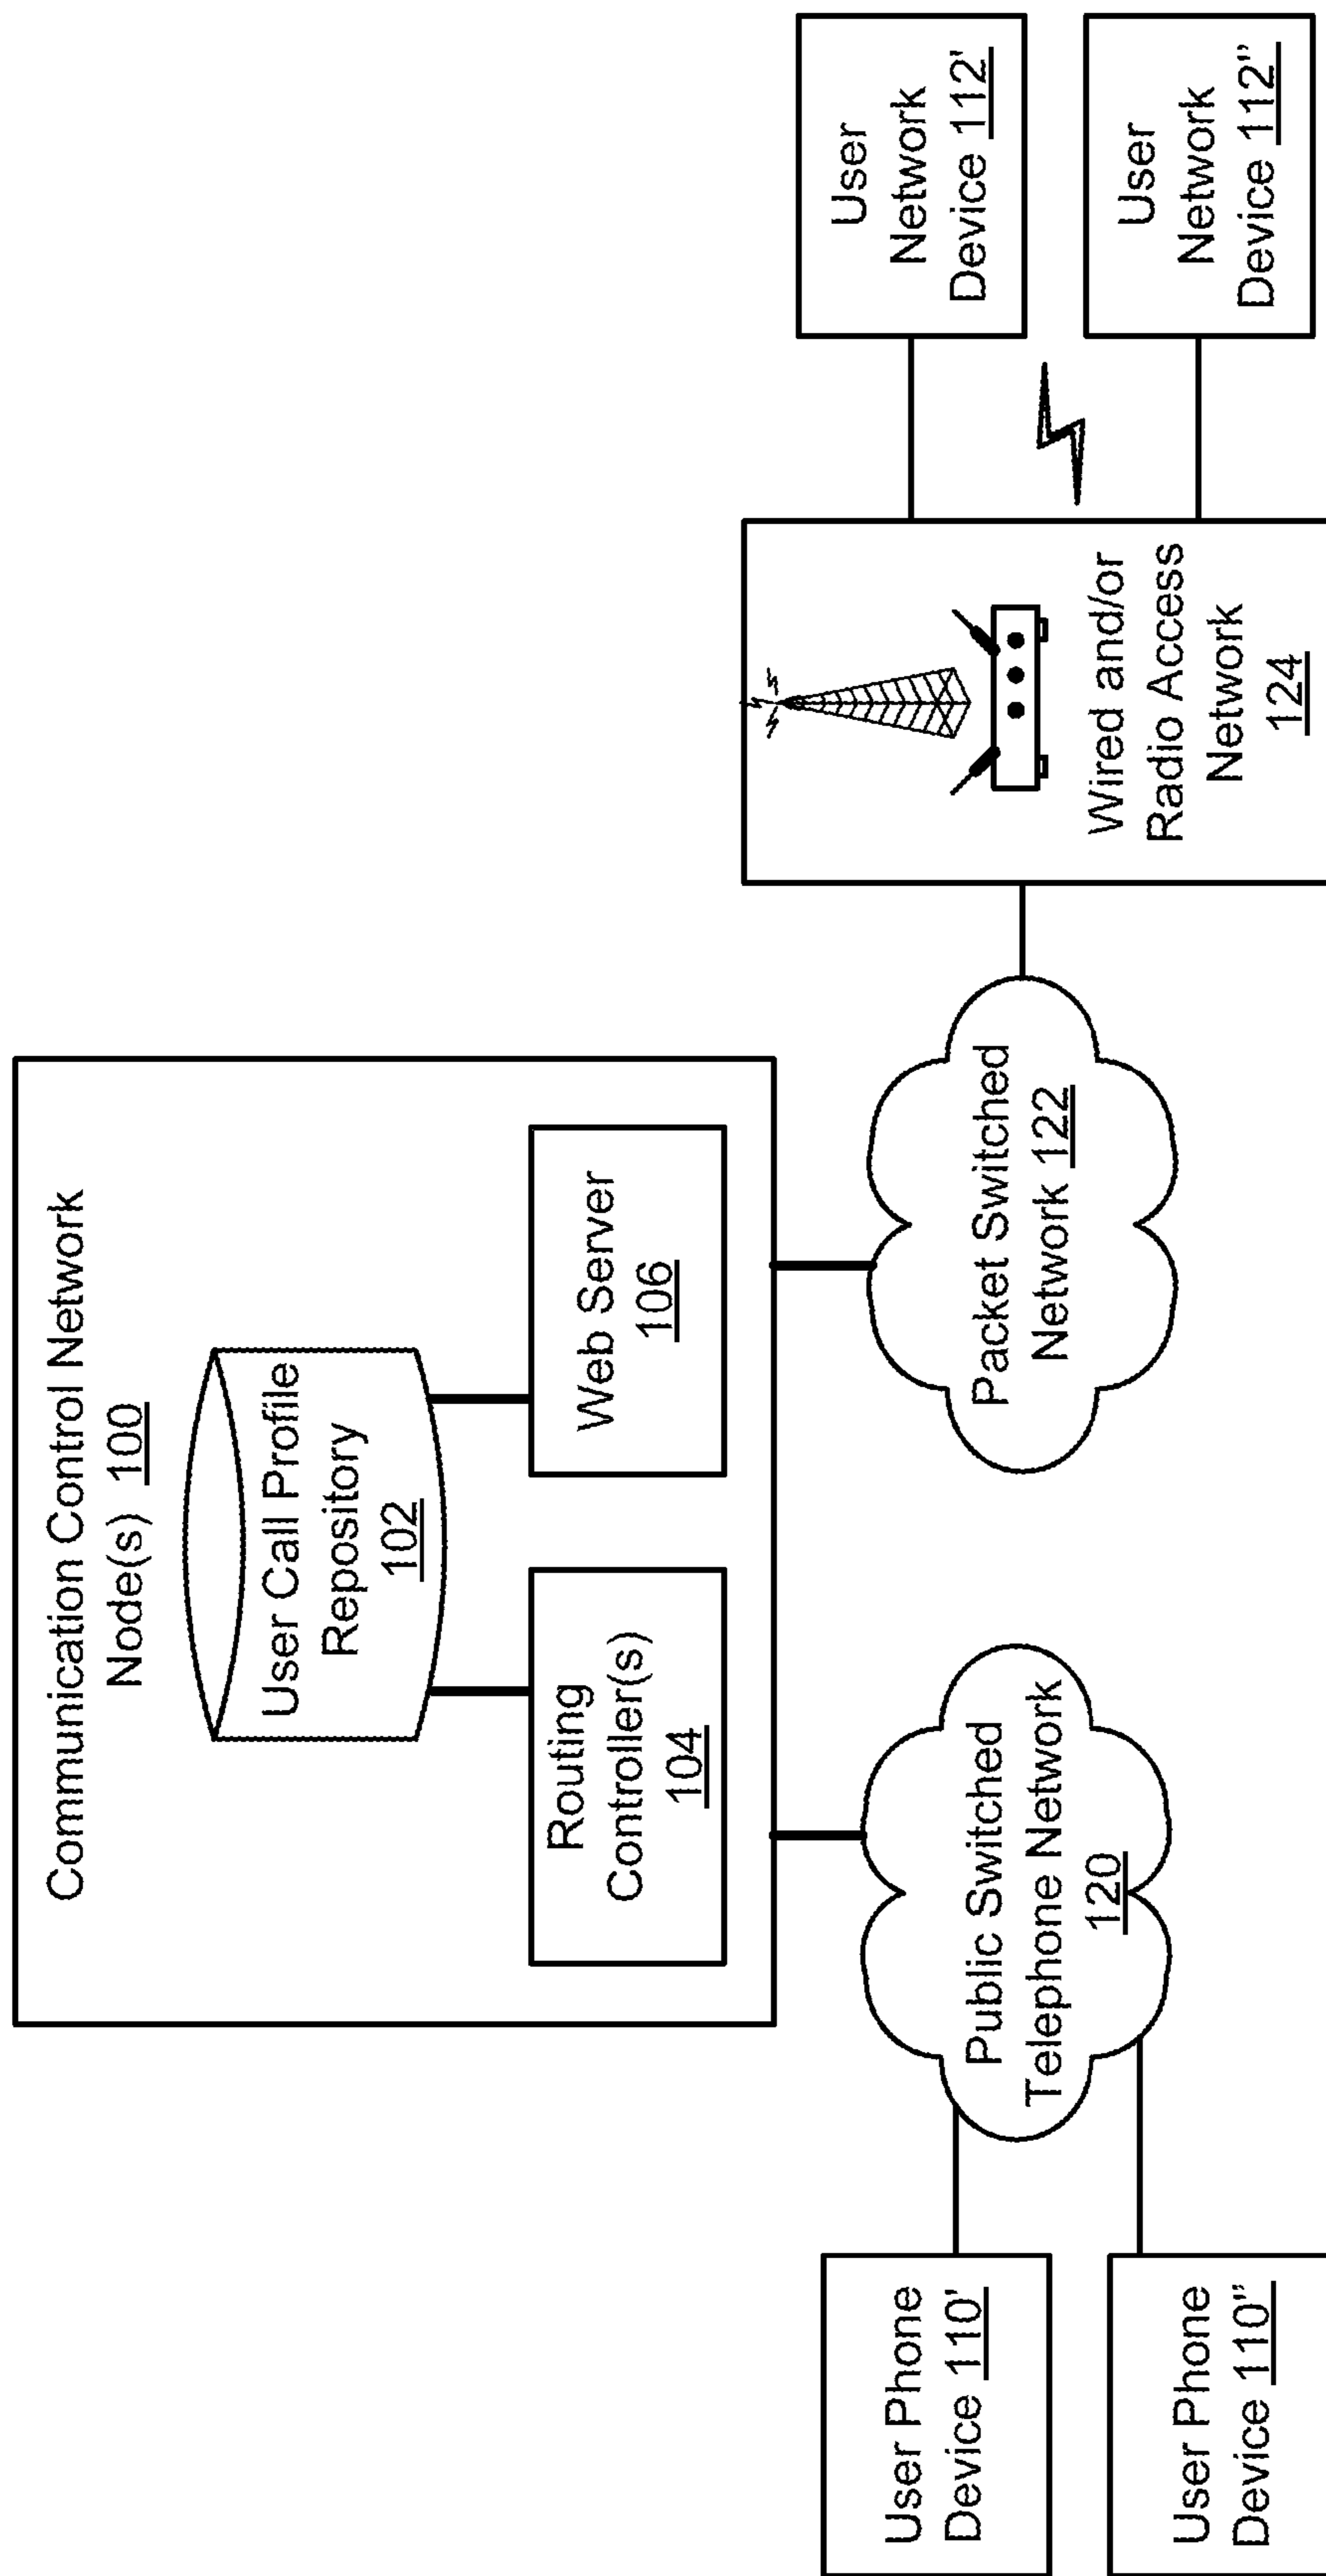 Communication Control Network
Node(s) 100
User Call Profile
Repository
102
Routing
Controller(s)
104
Web Server
106
Public Switched
Telephone Network
120
Packet Switched
Network 122
User Phone
Device 110'
User Phone
Device 110"
Wired and/or
Radio Access
Network
124
User
Network
Device 112'
User
Network
Device 112"